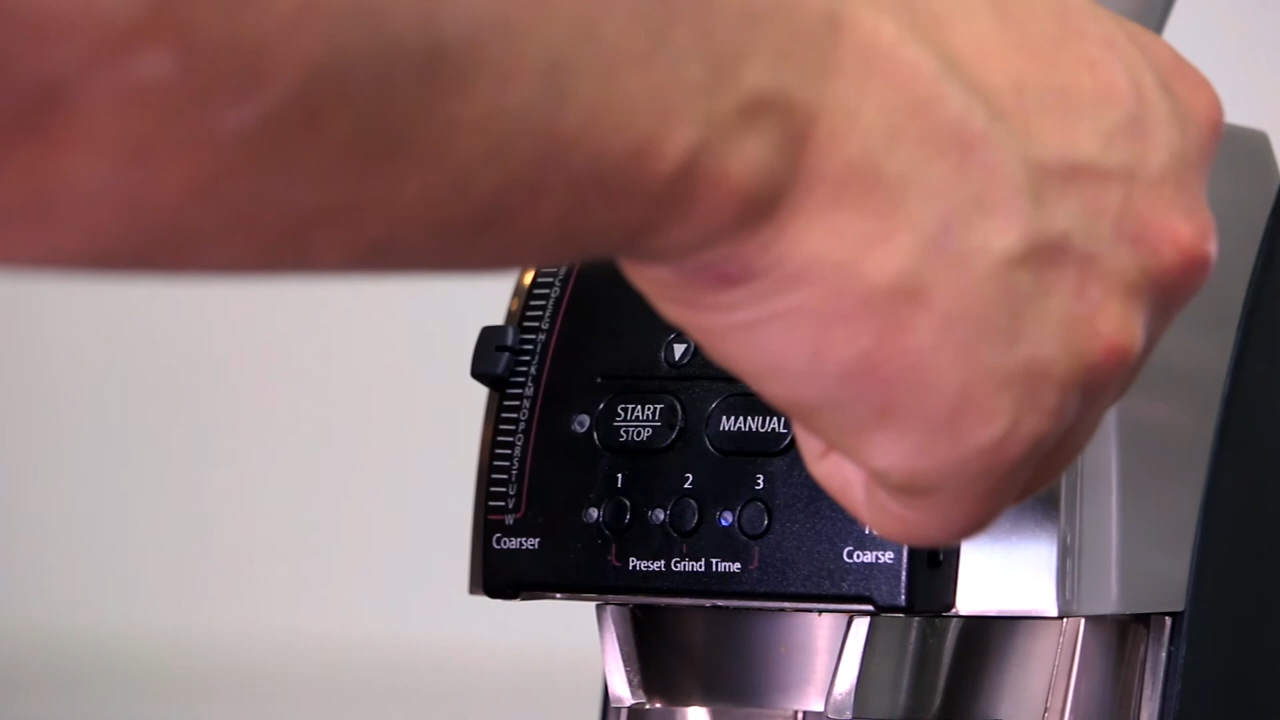 START
STOP
MANUAL
1 2 3
W
Coarser
Preset Grind Time
Coarse